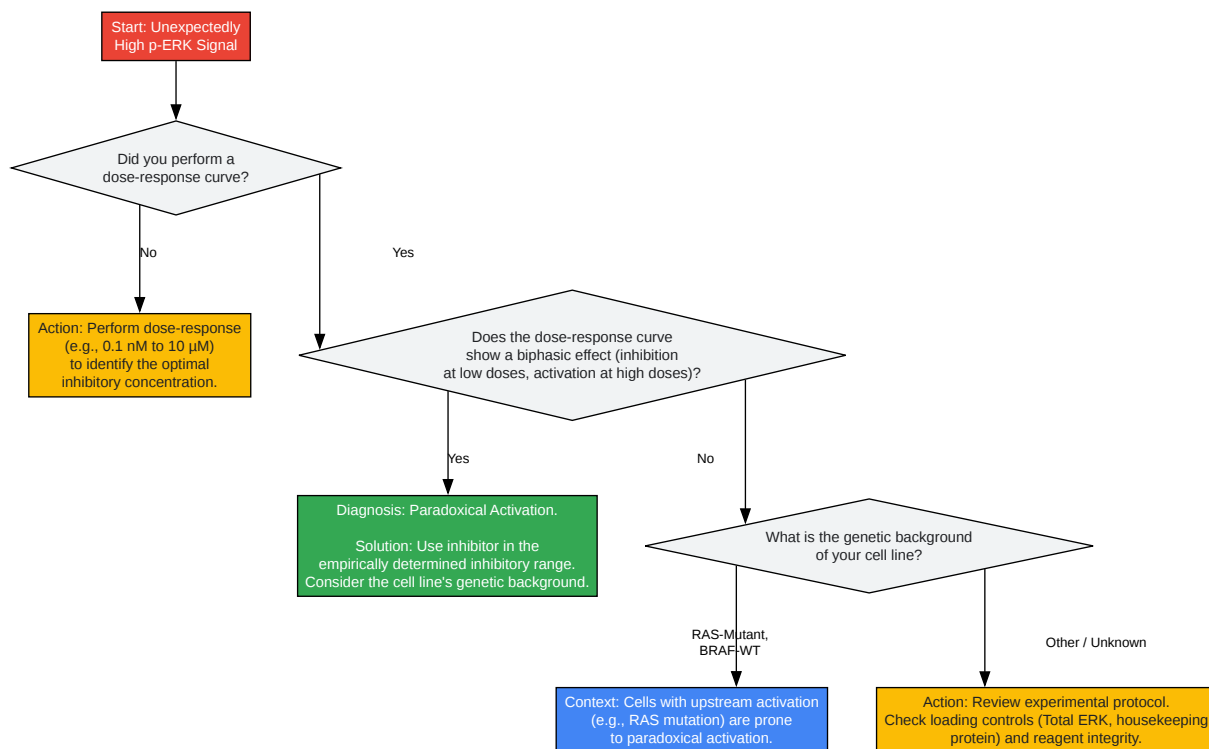 Start: Unexpectedly
High p-ERK Signal
Did you perform a
dose-response curve?
No
Yes
Action: Perform dose-response
(e.g., 0.1 nM to 10 µM)
to identify the optimal
inhibitory concentration.
Does the dose-response curve
show a biphasic effect (inhibition
at low doses, activation at high doses)?
Yes
No
Diagnosis: Paradoxical Activation.
Solution: Use inhibitor in the
empirically determined inhibitory range.
Consider the cell line's genetic background.
What is the genetic background
of your cell line?
RAS-Mutant,
BRAF-WT
Other / Unknown
Context: Cells with upstream activation
(e.g., RAS mutation) are prone
to paradoxical activation.
Action: Review experimental protocol.
Check loading controls (Total ERK, housekeeping
protein) and reagent integrity.